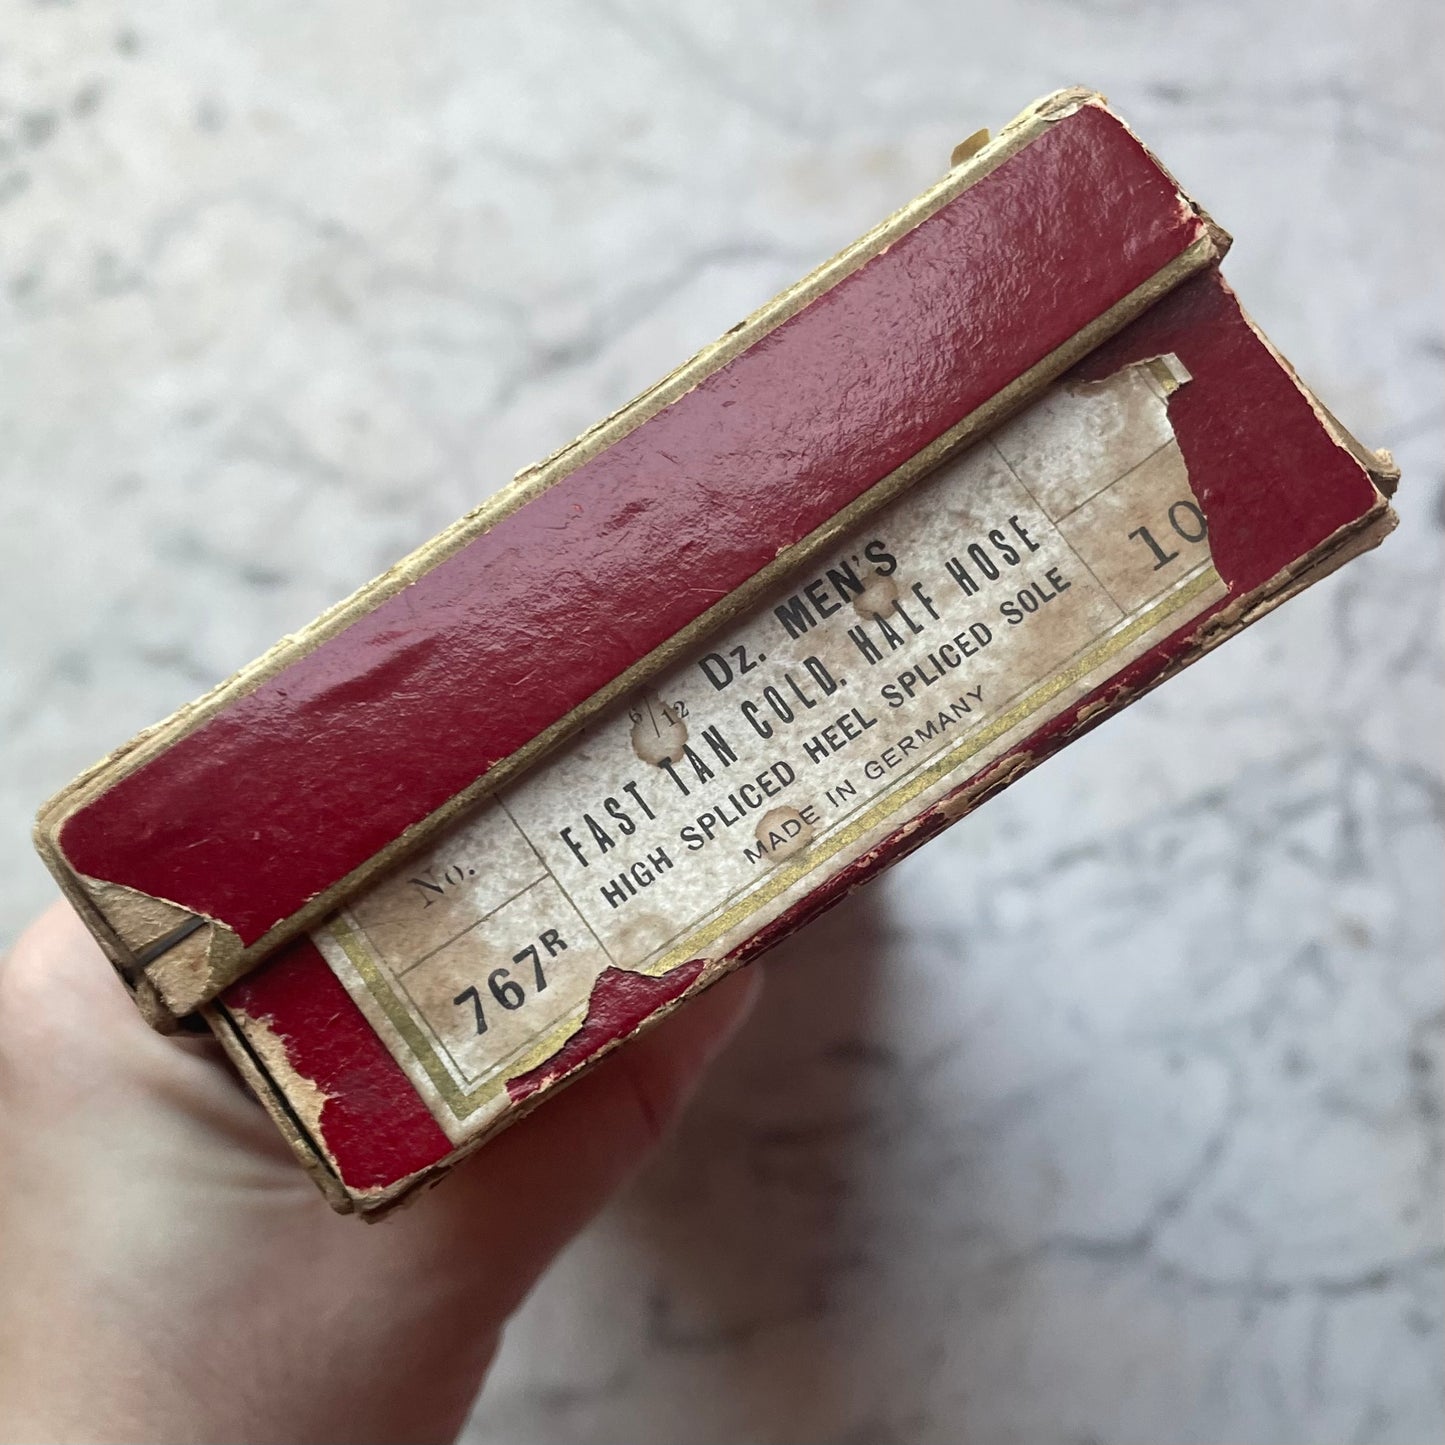 6/12 Dz. MEN'S
FAST TAN COLD. HALF HOSE
HIGH SPLICED HEEL SPLICED SOLE
MADE IN GERMANY
No.
767R
10